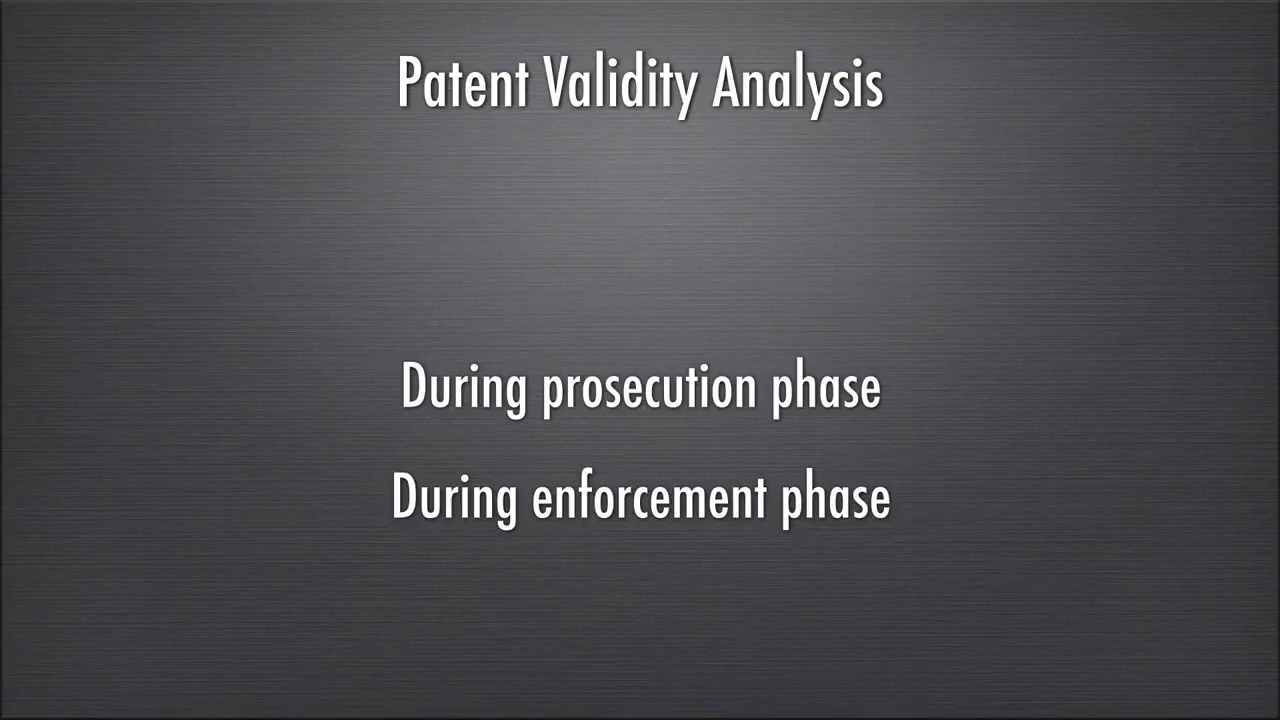 Patent Validity Analysis
During prosecution phase
During enforcement phase